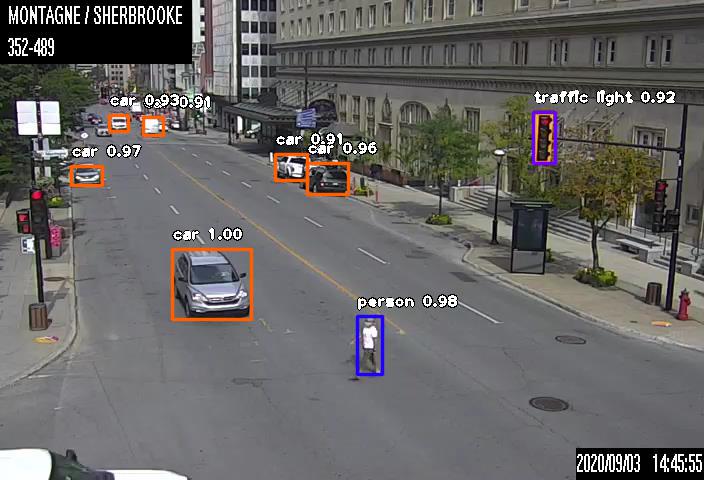 MONTAGNE / SHERBROOKE
352-489
car 0.93
0.91
traffic light 0.92
car 0.91
car 0.96
car 0.97
car 1.00
person 0.98
2020/09/03 14:45:55